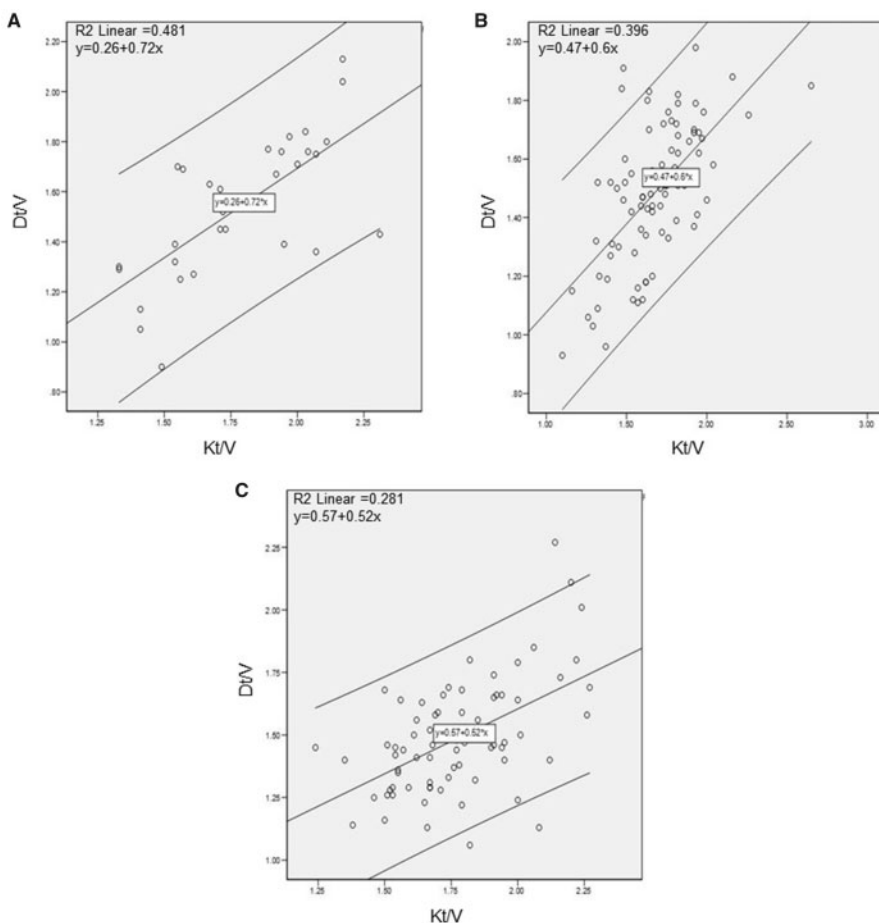 A
R2 Linear =0.481
y=0.26+0.72x
2.20
2.00
1.80
1.60
1.40
1.20
1.00
.80
Dt/V
y=0.26+0.72*x
1.25
1.50
1.75
2.00
2.25
Kt/V
B
R2 Linear =0.396
y=0.47+0.6x
2.00
1.80
1.60
1.40
1.20
1.00
.80
Dt/V
y=0.47+0.6*x
1.00
1.50
2.00
2.50
3.00
Kt/V
C
R2 Linear =0.281
y=0.57+0.52x
2.25
2.00
1.75
1.50
1.25
1.00
Dt/V
y=0.57+0.52*x
1.25
1.50
1.75
2.00
2.25
Kt/V